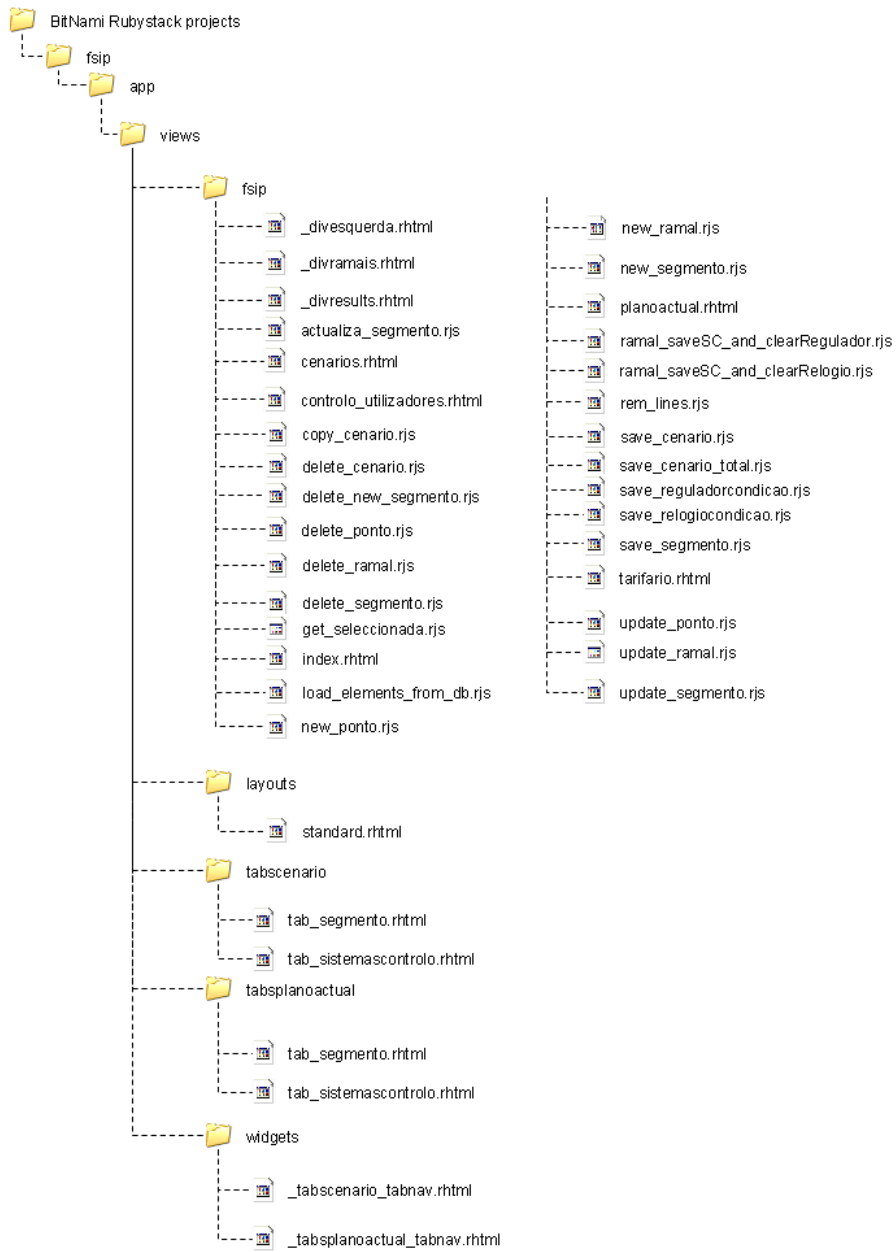 BitNami Rubystack projects
fsip
app
views
fsip
_divesquerda.rhtml
_divramais.rhtml
_divresults.rhtml
actualiza_segmento.rjs
cenarios.rhtml
controlo_utilizadores.rhtml
copy_cenario.rjs
delete_cenario.rjs
delete_new_segmento.rjs
delete_ponto.rjs
delete_ramal.rjs
delete_segmento.rjs
get_seleccionada.rjs
index.rhtml
load_elements_from_db.rjs
new_ponto.rjs
new_ramal.rjs
new_segmento.rjs
planoactual.rhtml
ramal_saveSC_and_clearRegulador.rjs
ramal_saveSC_and_clearRelogio.rjs
rem_lines.rjs
save_cenario.rjs
save_cenario_total.rjs
save_reguladorcondicao.rjs
save_relogiocondicao.rjs
save_segmento.rjs
tarifario.rhtml
update_ponto.rjs
update_ramal.rjs
update_segmento.rjs
layouts
standard.rhtml
tabscenario
tab_segmento.rhtml
tab_sistemascontrolo.rhtml
tabsplanoactual
tab_segmento.rhtml
tab_sistemascontrolo.rhtml
widgets
_tabscenario_tabnav.rhtml
_tabsplanoactual_tabnav.rhtml